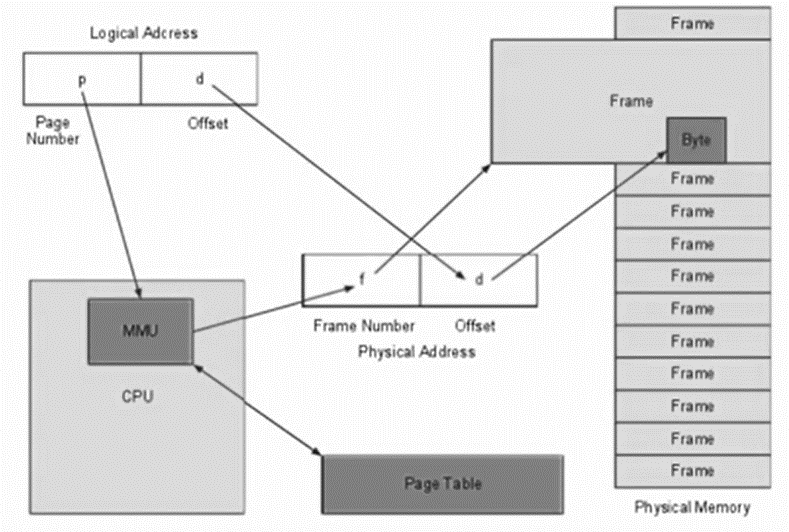 Logical Adcress
p
d
Page
Number
Offset
MMU
CPU
f
d
Frame Number
Offset
Physical Address
Page Table
Frame
Frame
Byte
Frame
Frame
Frame
Frame
Frame
Frame
Frame
Frame
Frame
Frame
Physical Memory